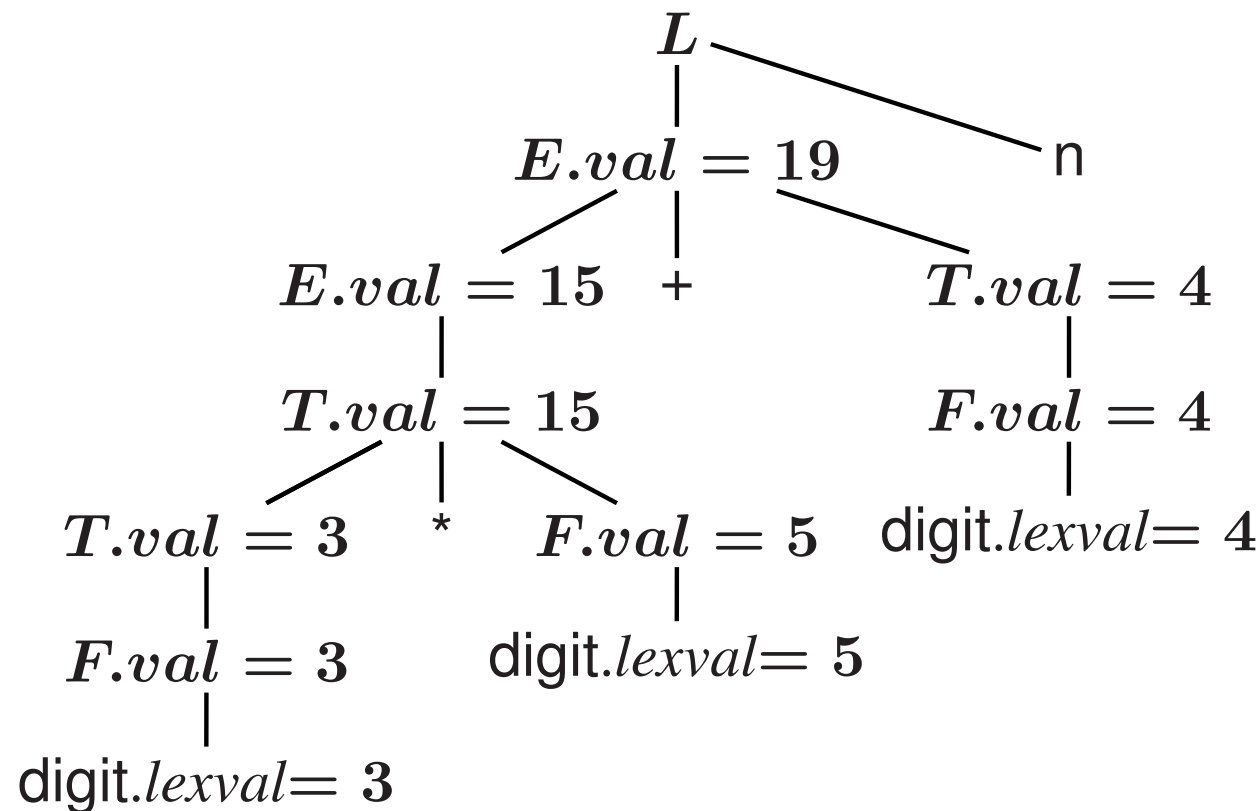 L
E.val = 19 n
E.val = 15 + T.val = 4
T.val = 15 F.val = 4
T.val = 3 * F.val = 5 digit.lexval= 4
F.val = 3 digit.lexval= 5
digit.lexval= 3